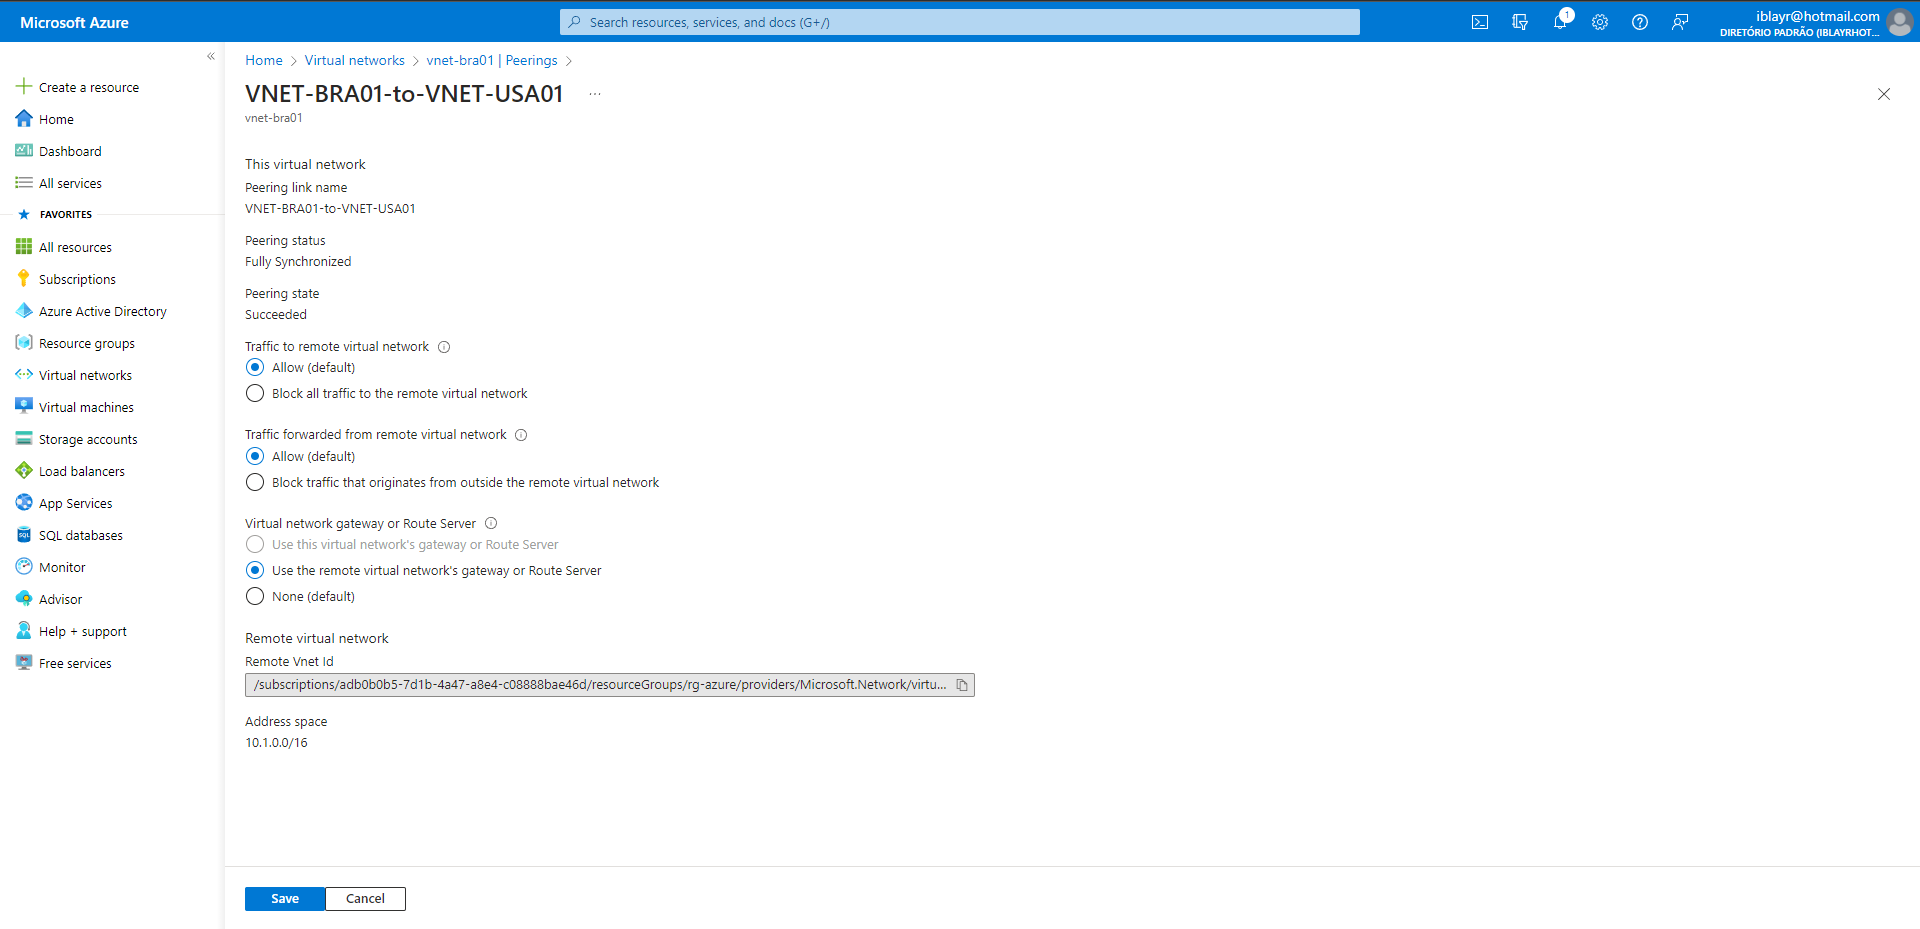 Microsoft Azure
Search resources, services, and docs (G+/)
1
iblayr@hotmail.com
DIRETÓRIO PADRÃO (IBLAYRHOT...
«
Create a resource
Home
Dashboard
All services
FAVORITES
All resources
Subscriptions
Azure Active Directory
Resource groups
Virtual networks
Virtual machines
Storage accounts
Load balancers
App Services
SQL databases
Monitor
Advisor
Help + support
Free services
Home > Virtual networks > vnet-bra01 | Peerings >
VNET-BRA01-to-VNET-USA01 ...
vnet-bra01
This virtual network
Peering link name
VNET-BRA01-to-VNET-USA01
Peering status
Fully Synchronized
Peering state
Succeeded
Traffic to remote virtual network
Allow (default)
Block all traffic to the remote virtual network
Traffic forwarded from remote virtual network
Allow (default)
Block traffic that originates from outside the remote virtual network
Virtual network gateway or Route Server
Use this virtual network's gateway or Route Server
Use the remote virtual network's gateway or Route Server
None (default)
Remote virtual network
Remote Vnet Id
/subscriptions/adb0b0b5-7d1b-4a47-a8e4-c08888bae46d/resourceGroups/rg-azure/providers/Microsoft.Network/virtu...
Address space
10.1.0.0/16
Save
Cancel